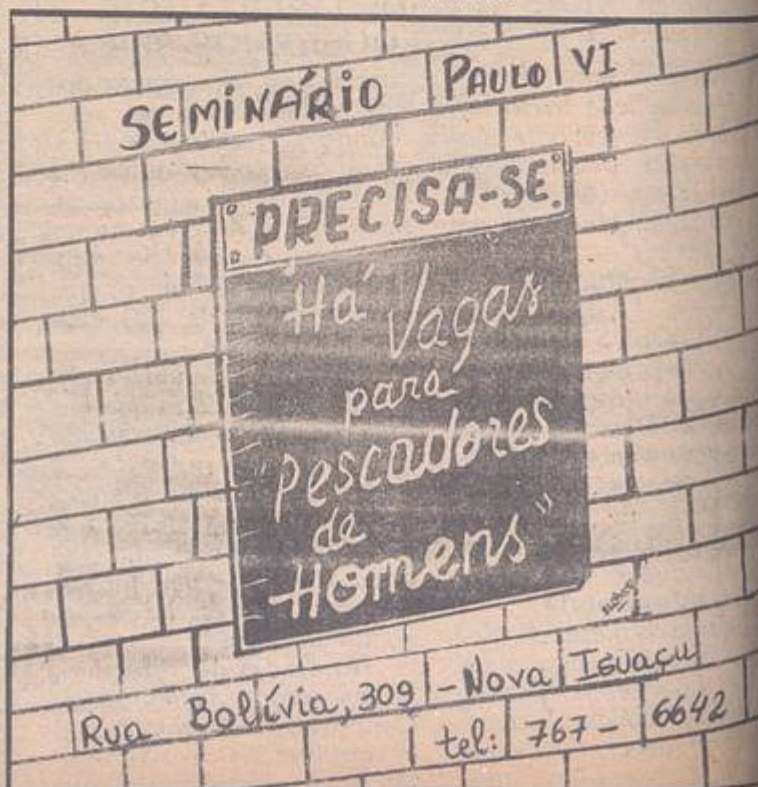 SEMINÁRIO PAULO VI
PRECISA-SE
Há Vagas
para
"Pescadores
de
Homens"
Rua Bolívia, 309 - Nova Iguaçu
tel: 767-6642